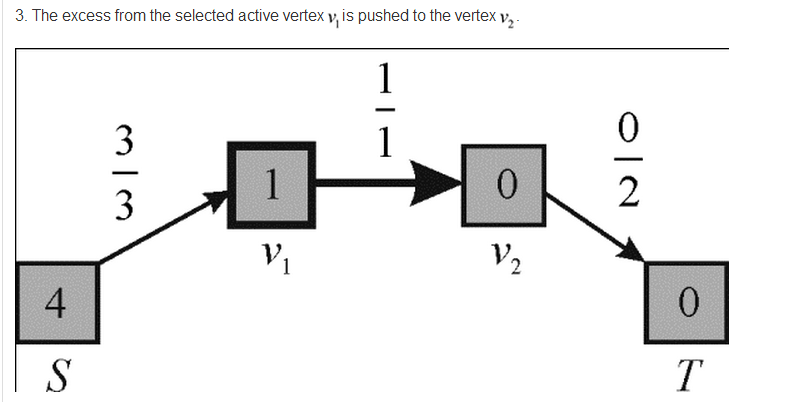 3. The excess from the selected active vertex v₁ is pushed to the vertex v₂.
1
1
3
3
0
2
1
0
v₁
v₂
4
0
S
T